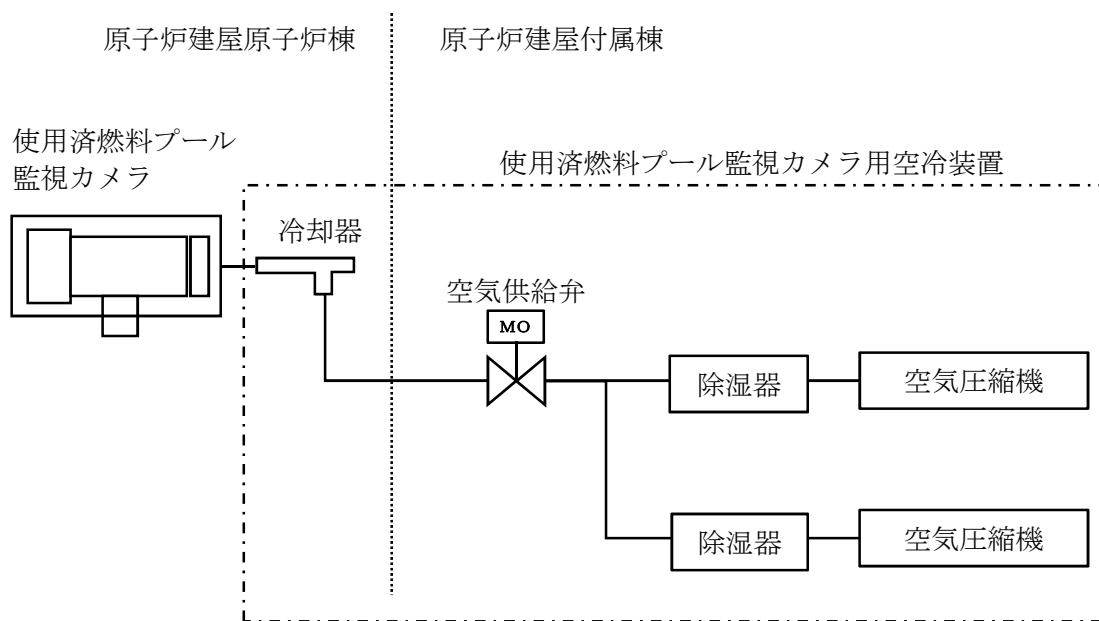 原子炉建屋原子炉棟
原子炉建屋付属棟
使用済燃料プール
監視カメラ
使用済燃料プール監視カメラ用空冷装置
冷却器
空気供給弁
MO
除湿器
空気圧縮機
除湿器
空気圧縮機